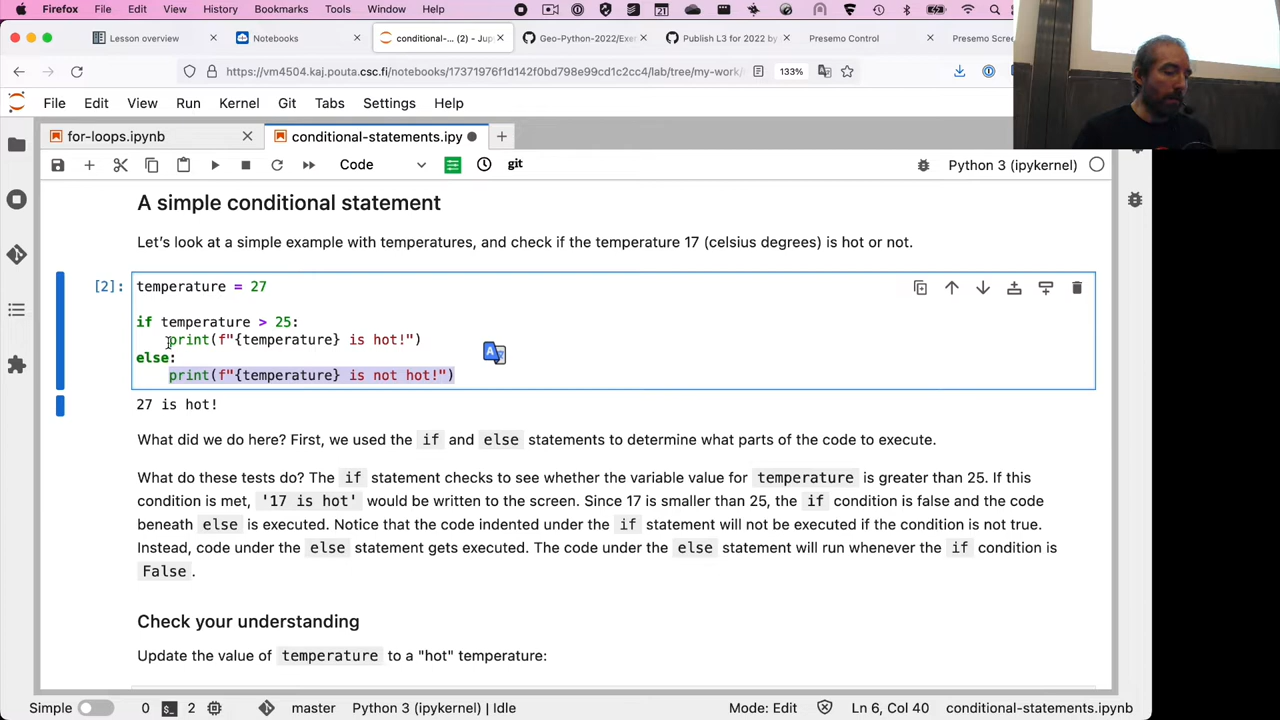 Firefox File Edit View History Bookmarks Tools Window Help
Lesson overview
Notebooks
conditional-... (2) - Jup
Geo-Python-2022/Exer
Publish L3 for 2022 by
Presemo Control
Presemo Scree
https://vm4504.kaj.pouta.csc.fi/notebooks/17371976f1d142f0bd798e99cd1c2cc4/lab/tree/my-work/
133%
File Edit View Run Kernel Git Tabs Settings Help
for-loops.ipynb
conditional-statements.ipy
Code
git
Python 3 (ipykernel)
A simple conditional statement
Let's look at a simple example with temperatures, and check if the temperature 17 (celsius degrees) is hot or not.
[2]: temperature = 27
if temperature > 25:
print(f"{temperature} is hot!")
else:
print(f"{temperature} is not hot!")
27 is hot!
What did we do here? First, we used the if and else statements to determine what parts of the code to execute.
What do these tests do? The if statement checks to see whether the variable value for temperature is greater than 25. If this
condition is met, '17 is hot' would be written to the screen. Since 17 is smaller than 25, the if condition is false and the code
beneath else is executed. Notice that the code indented under the if statement will not be executed if the condition is not true.
Instead, code under the else statement gets executed. The code under the else statement will run whenever the if condition is
False .
Check your understanding
Update the value of temperature to a "hot" temperature:
Simple 0 2 master Python 3 (ipykernel) | Idle Mode: Edit Ln 6, Col 40 conditional-statements.ipynb